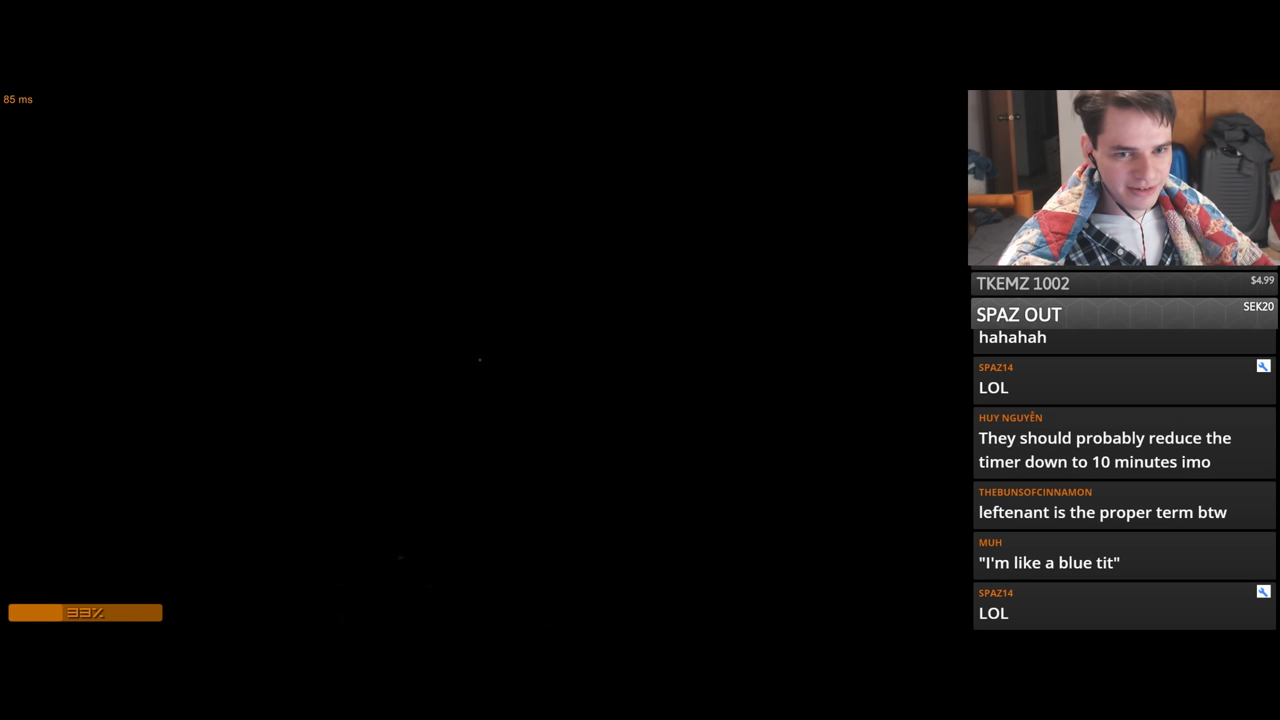 85 ms
TKEMZ 1002
$4.99
SPAZ OUT
SEK20
hahahah
SPAZ14
LOL
HUY NGUYỄN
They should probably reduce the
timer down to 10 minutes imo
THEBUNSOFCINNAMON
leftenant is the proper term btw
MUH
"I'm like a blue tit"
SPAZ14
LOL
33%